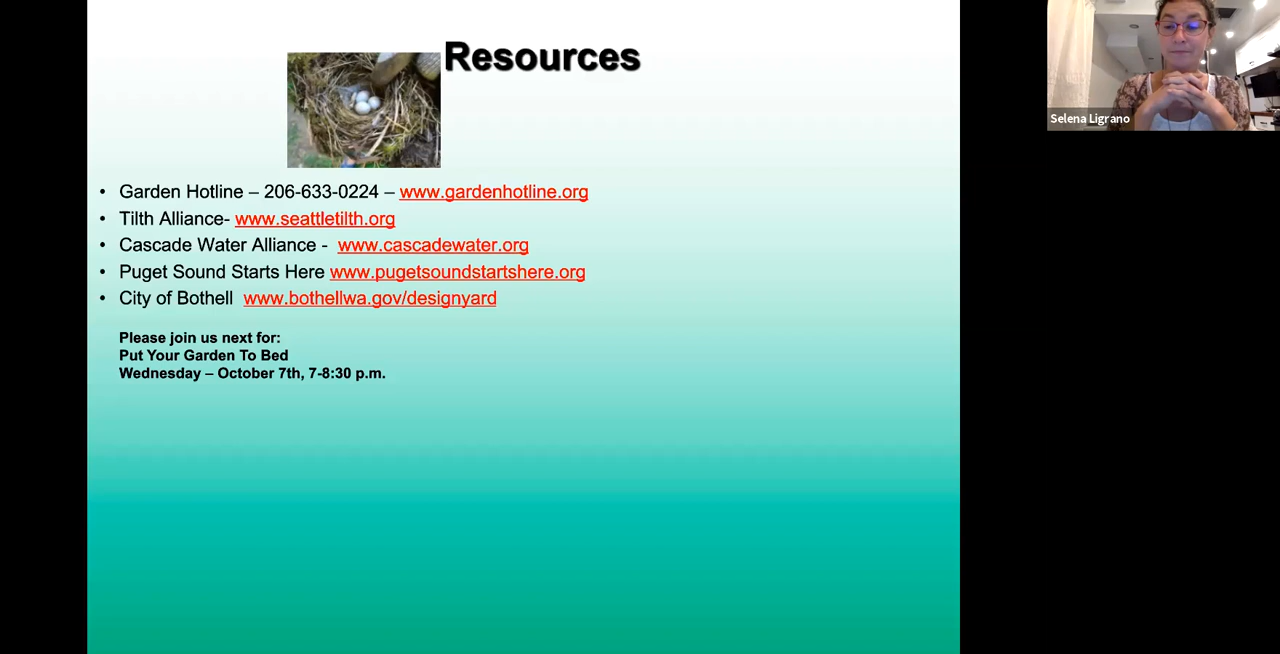 Resources
Selena Ligrano
• Garden Hotline – 206-633-0224 – www.gardenhotline.org
• Tilth Alliance- www.seattletilth.org
• Cascade Water Alliance - www.cascadewater.org
• Puget Sound Starts Here www.pugetsoundstartshere.org
• City of Bothell www.bothellwa.gov/designyard
Please join us next for:
Put Your Garden To Bed
Wednesday – October 7th, 7-8:30 p.m.